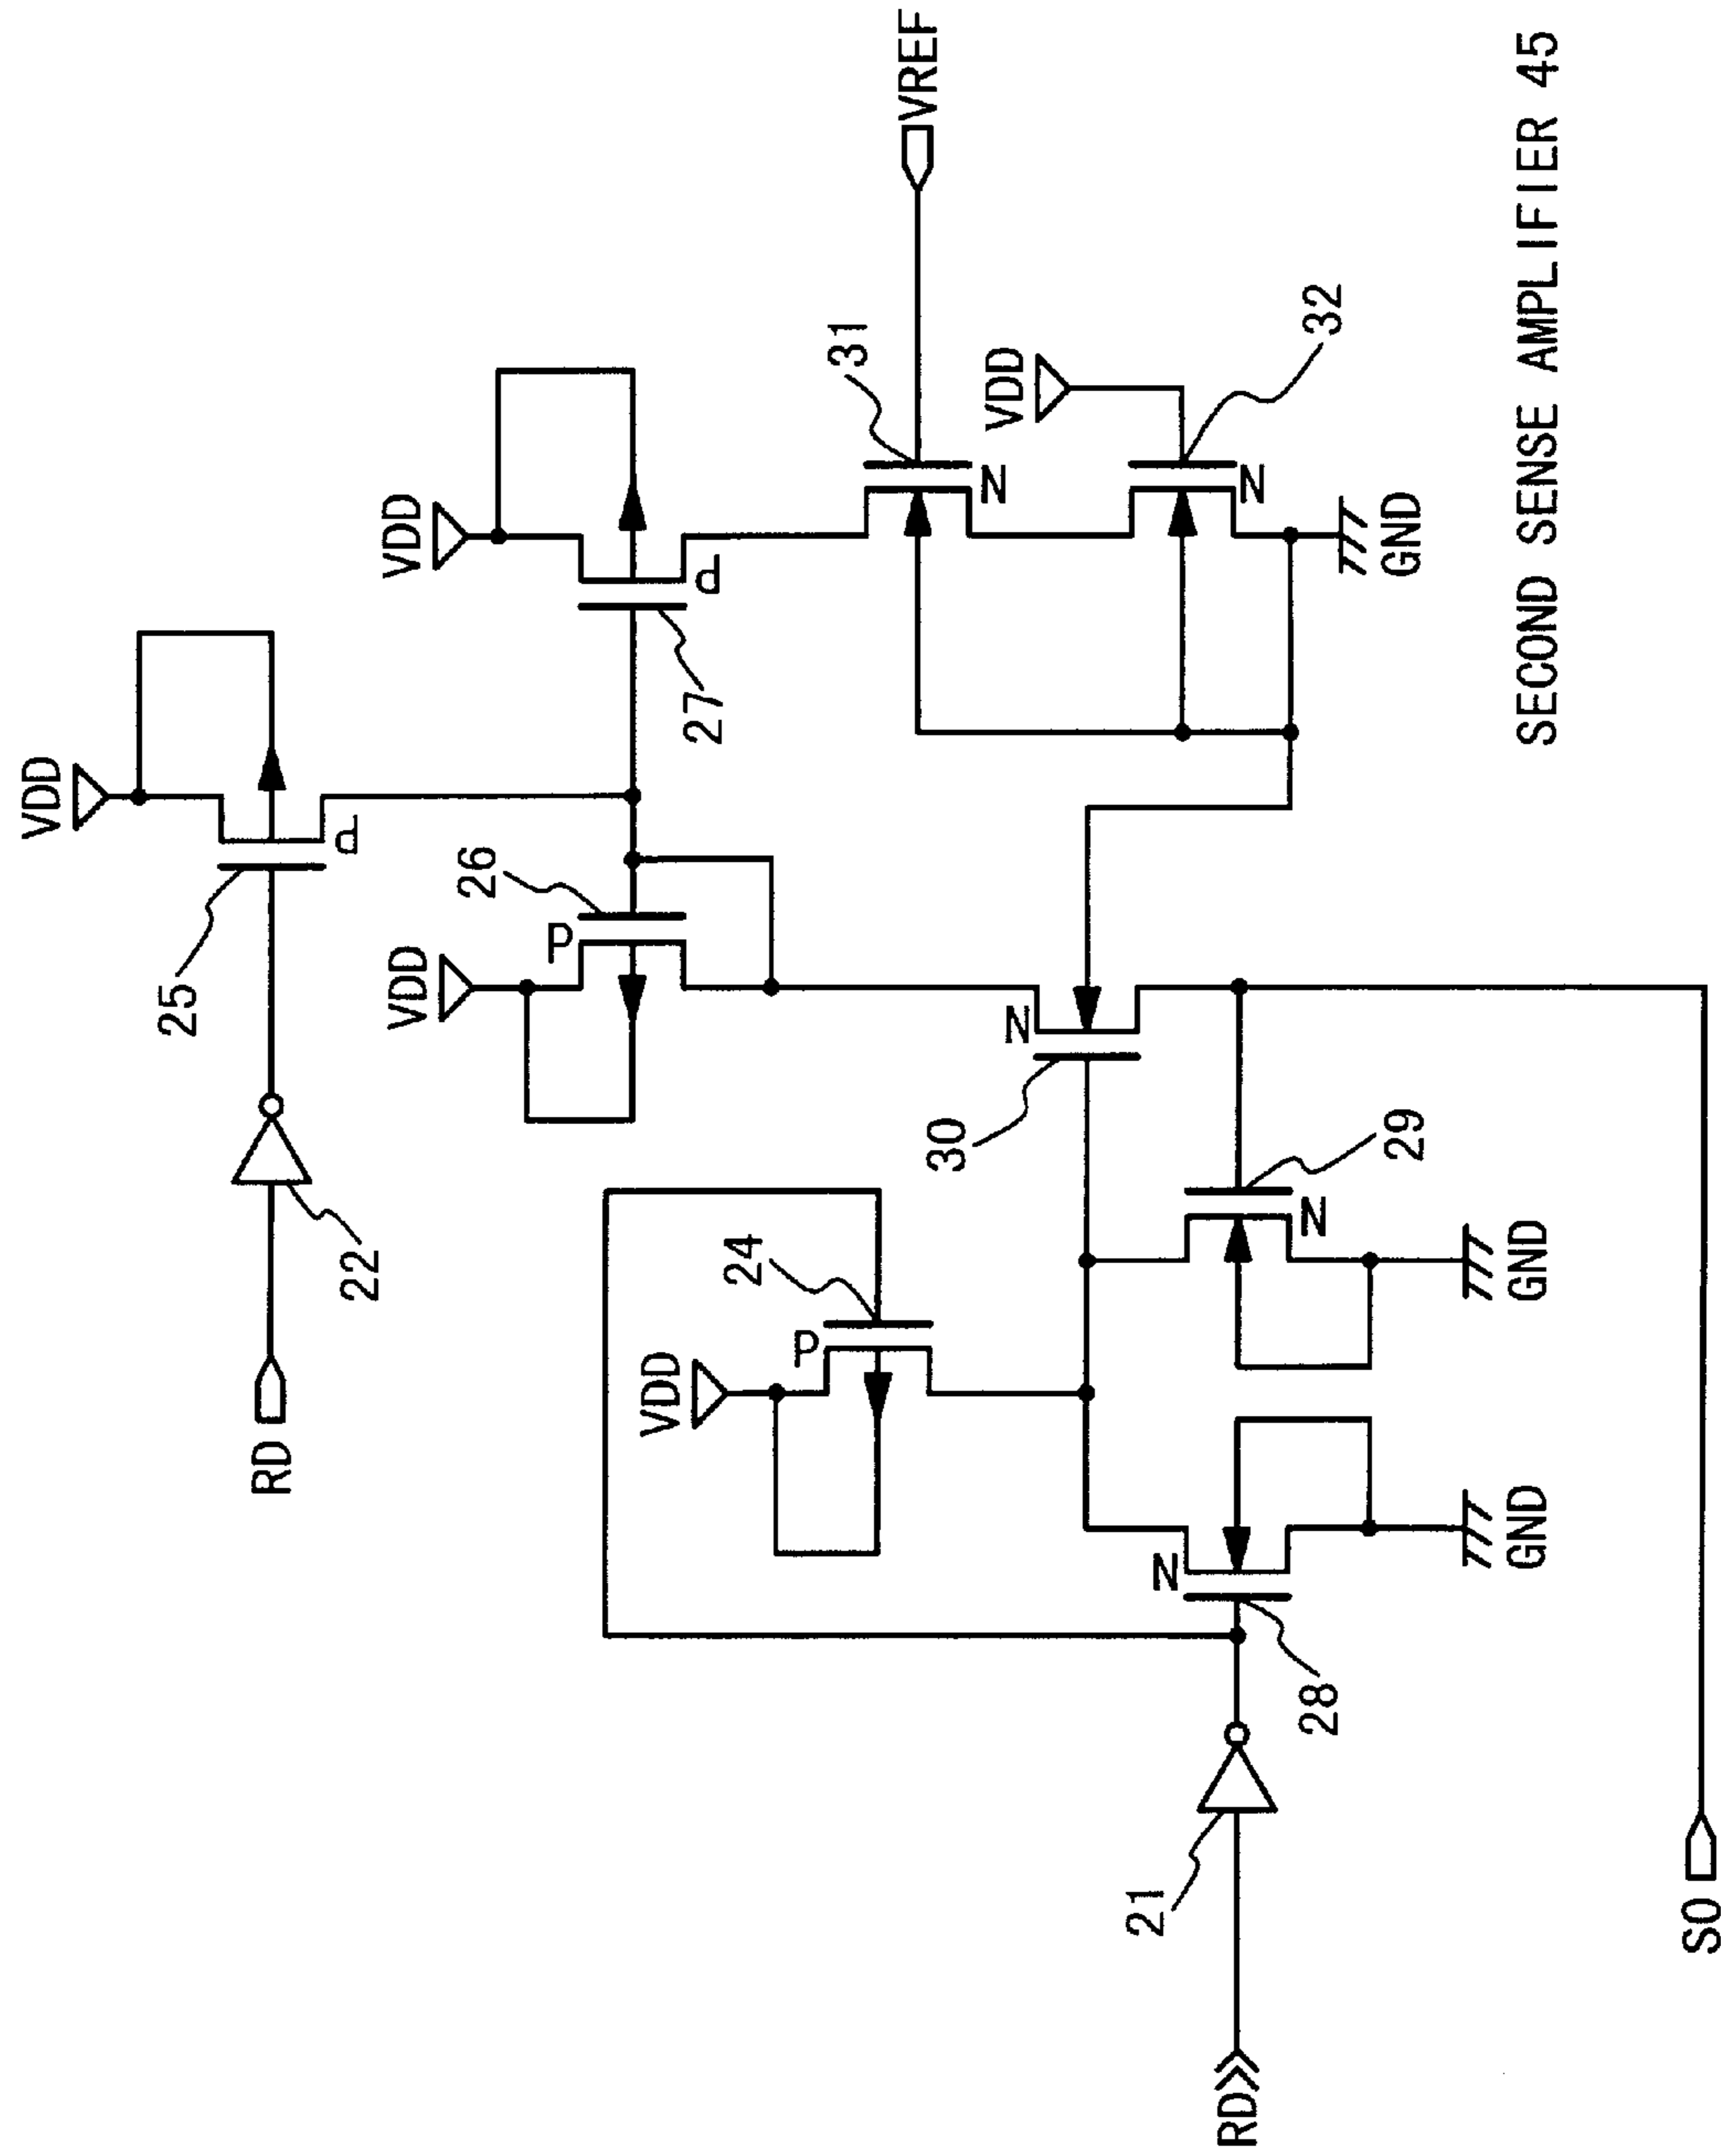 VDD
25
RD
22
VDD
26
P
d
VDD
27
d
VREF
31
N
VDD
32
N
GND
N
30
24
P
VDD
29
N
GND
N
28
GND
RD
21
SO
SECOND SENSE AMPLIFIER 45